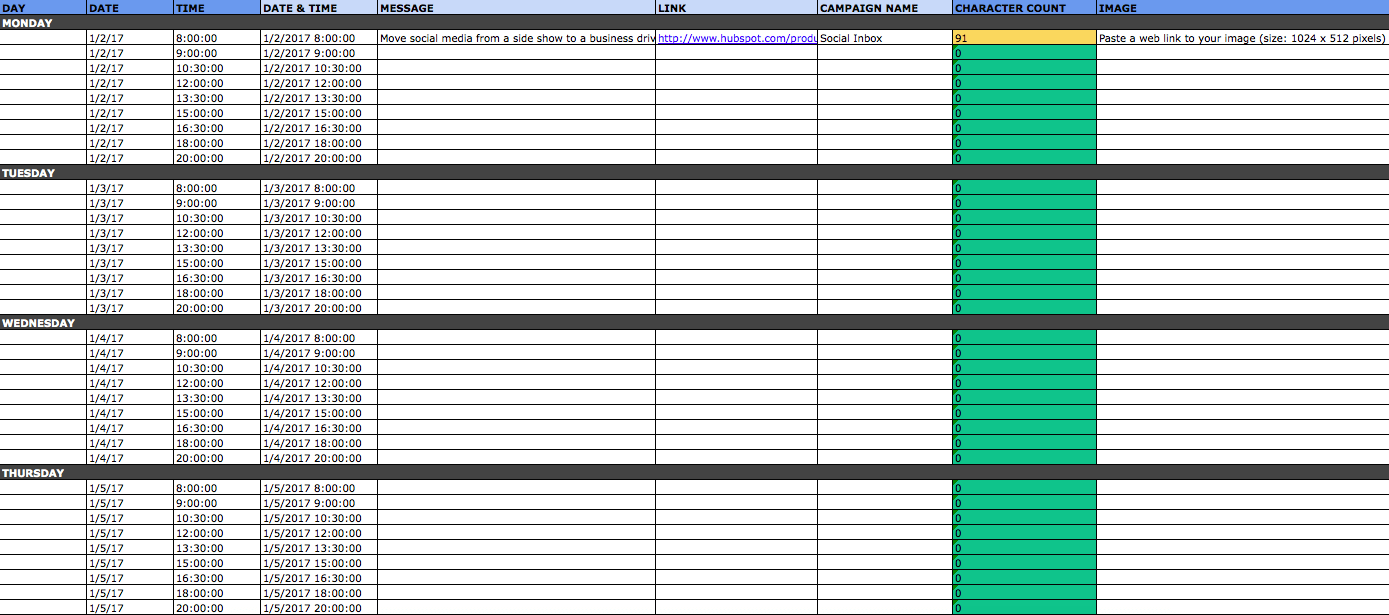 DAY DATE TIME DATE & TIME MESSAGE LINK CAMPAIGN NAME CHARACTER COUNT IMAGE
MONDAY
1/2/17 8:00:00 1/2/2017 8:00:00 Move social media from a side show to a business driv http://www.hubspot.com/produ Social Inbox 91 Paste a web link to your image (size: 1024 x 512 pixels)
1/2/17 9:00:00 1/2/2017 9:00:00 0
1/2/17 10:30:00 1/2/2017 10:30:00 0
1/2/17 12:00:00 1/2/2017 12:00:00 0
1/2/17 13:30:00 1/2/2017 13:30:00 0
1/2/17 15:00:00 1/2/2017 15:00:00 0
1/2/17 16:30:00 1/2/2017 16:30:00 0
1/2/17 18:00:00 1/2/2017 18:00:00 0
1/2/17 20:00:00 1/2/2017 20:00:00 0
TUESDAY
1/3/17 8:00:00 1/3/2017 8:00:00 0
1/3/17 9:00:00 1/3/2017 9:00:00 0
1/3/17 10:30:00 1/3/2017 10:30:00 0
1/3/17 12:00:00 1/3/2017 12:00:00 0
1/3/17 13:30:00 1/3/2017 13:30:00 0
1/3/17 15:00:00 1/3/2017 15:00:00 0
1/3/17 16:30:00 1/3/2017 16:30:00 0
1/3/17 18:00:00 1/3/2017 18:00:00 0
1/3/17 20:00:00 1/3/2017 20:00:00 0
WEDNESDAY
1/4/17 8:00:00 1/4/2017 8:00:00 0
1/4/17 9:00:00 1/4/2017 9:00:00 0
1/4/17 10:30:00 1/4/2017 10:30:00 0
1/4/17 12:00:00 1/4/2017 12:00:00 0
1/4/17 13:30:00 1/4/2017 13:30:00 0
1/4/17 15:00:00 1/4/2017 15:00:00 0
1/4/17 16:30:00 1/4/2017 16:30:00 0
1/4/17 18:00:00 1/4/2017 18:00:00 0
1/4/17 20:00:00 1/4/2017 20:00:00 0
THURSDAY
1/5/17 8:00:00 1/5/2017 8:00:00 0
1/5/17 9:00:00 1/5/2017 9:00:00 0
1/5/17 10:30:00 1/5/2017 10:30:00 0
1/5/17 12:00:00 1/5/2017 12:00:00 0
1/5/17 13:30:00 1/5/2017 13:30:00 0
1/5/17 15:00:00 1/5/2017 15:00:00 0
1/5/17 16:30:00 1/5/2017 16:30:00 0
1/5/17 18:00:00 1/5/2017 18:00:00 0
1/5/17 20:00:00 1/5/2017 20:00:00 0